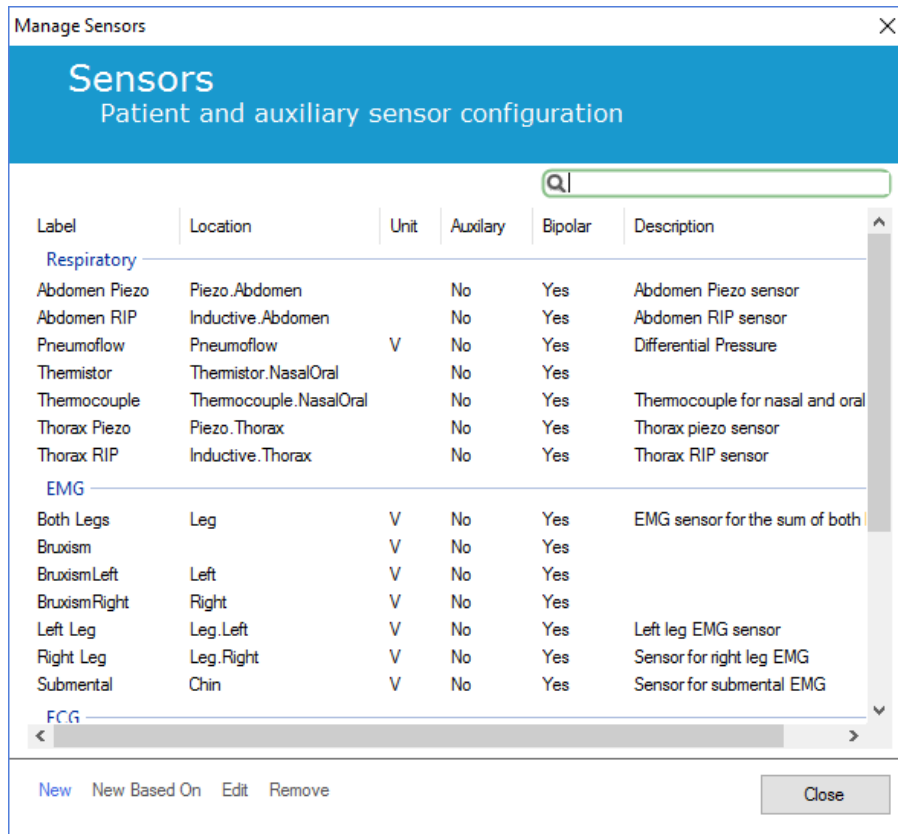 Manage Sensors
Sensors
Patient and auxiliary sensor configuration
Label Location Unit Auxilary Bipolar Description
Respiratory
Abdomen Piezo Piezo.Abdomen No Yes Abdomen Piezo sensor
Abdomen RIP Inductive.Abdomen No Yes Abdomen RIP sensor
Pneumoflow Pneumoflow V No Yes Differential Pressure
Thermistor Thermistor.NasalOral No Yes
Thermocouple Thermocouple.NasalOral No Yes Thermocouple for nasal and oral
Thorax Piezo Piezo.Thorax No Yes Thorax piezo sensor
Thorax RIP Inductive.Thorax No Yes Thorax RIP sensor
EMG
Both Legs Leg V No Yes EMG sensor for the sum of both
Bruxism V No Yes
BruxismLeft Left V No Yes
BruxismRight Right V No Yes
Left Leg Leg.Left V No Yes Left leg EMG sensor
Right Leg Leg.Right V No Yes Sensor for right leg EMG
Submental Chin V No Yes Sensor for submental EMG
ECG
New New Based On Edit Remove Close